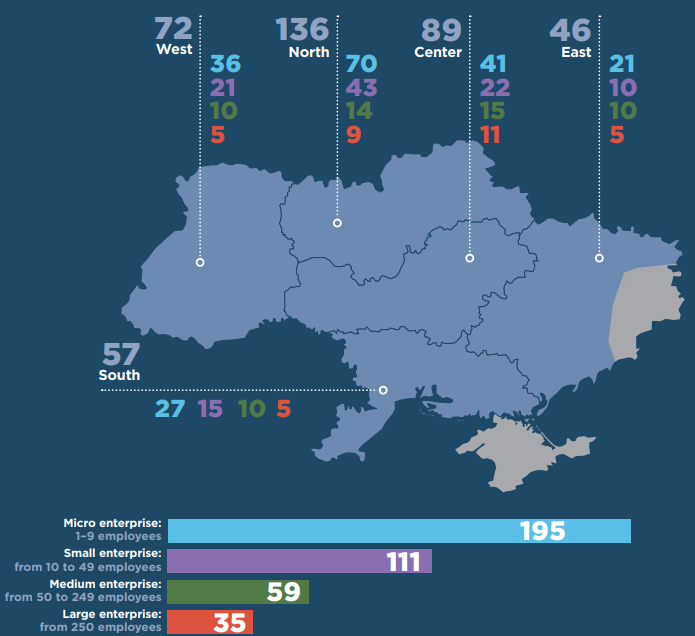 72
West
36
21
10
5
136
North
70
43
14
9
89
Center
41
22
15
11
46
East
21
10
10
5
57
South
27 15 10 5
Micro enterprise:
1–9 employees
195
Small enterprise:
from 10 to 49 employees
111
Medium enterprise:
from 50 to 249 employees
59
Large enterprise:
from 250 employees
35